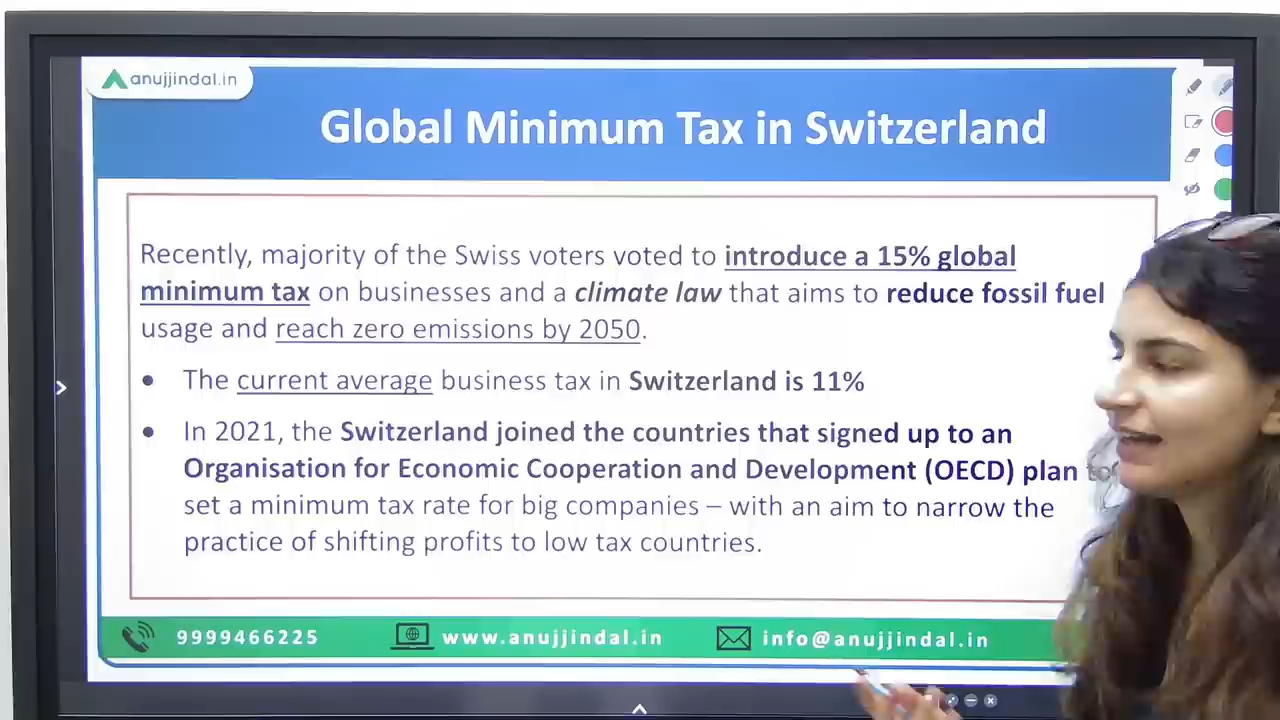 anujjindal.in
Global Minimum Tax in Switzerland
Recently, majority of the Swiss voters voted to introduce a 15% global
minimum tax on businesses and a climate law that aims to reduce fossil fuel
usage and reach zero emissions by 2050.
• The current average business tax in Switzerland is 11%
• In 2021, the Switzerland joined the countries that signed up to an
Organisation for Economic Cooperation and Development (OECD) plan to
set a minimum tax rate for big companies – with an aim to narrow the
practice of shifting profits to low tax countries.
9999466225 www.anujjindal.in info@anujjindal.in